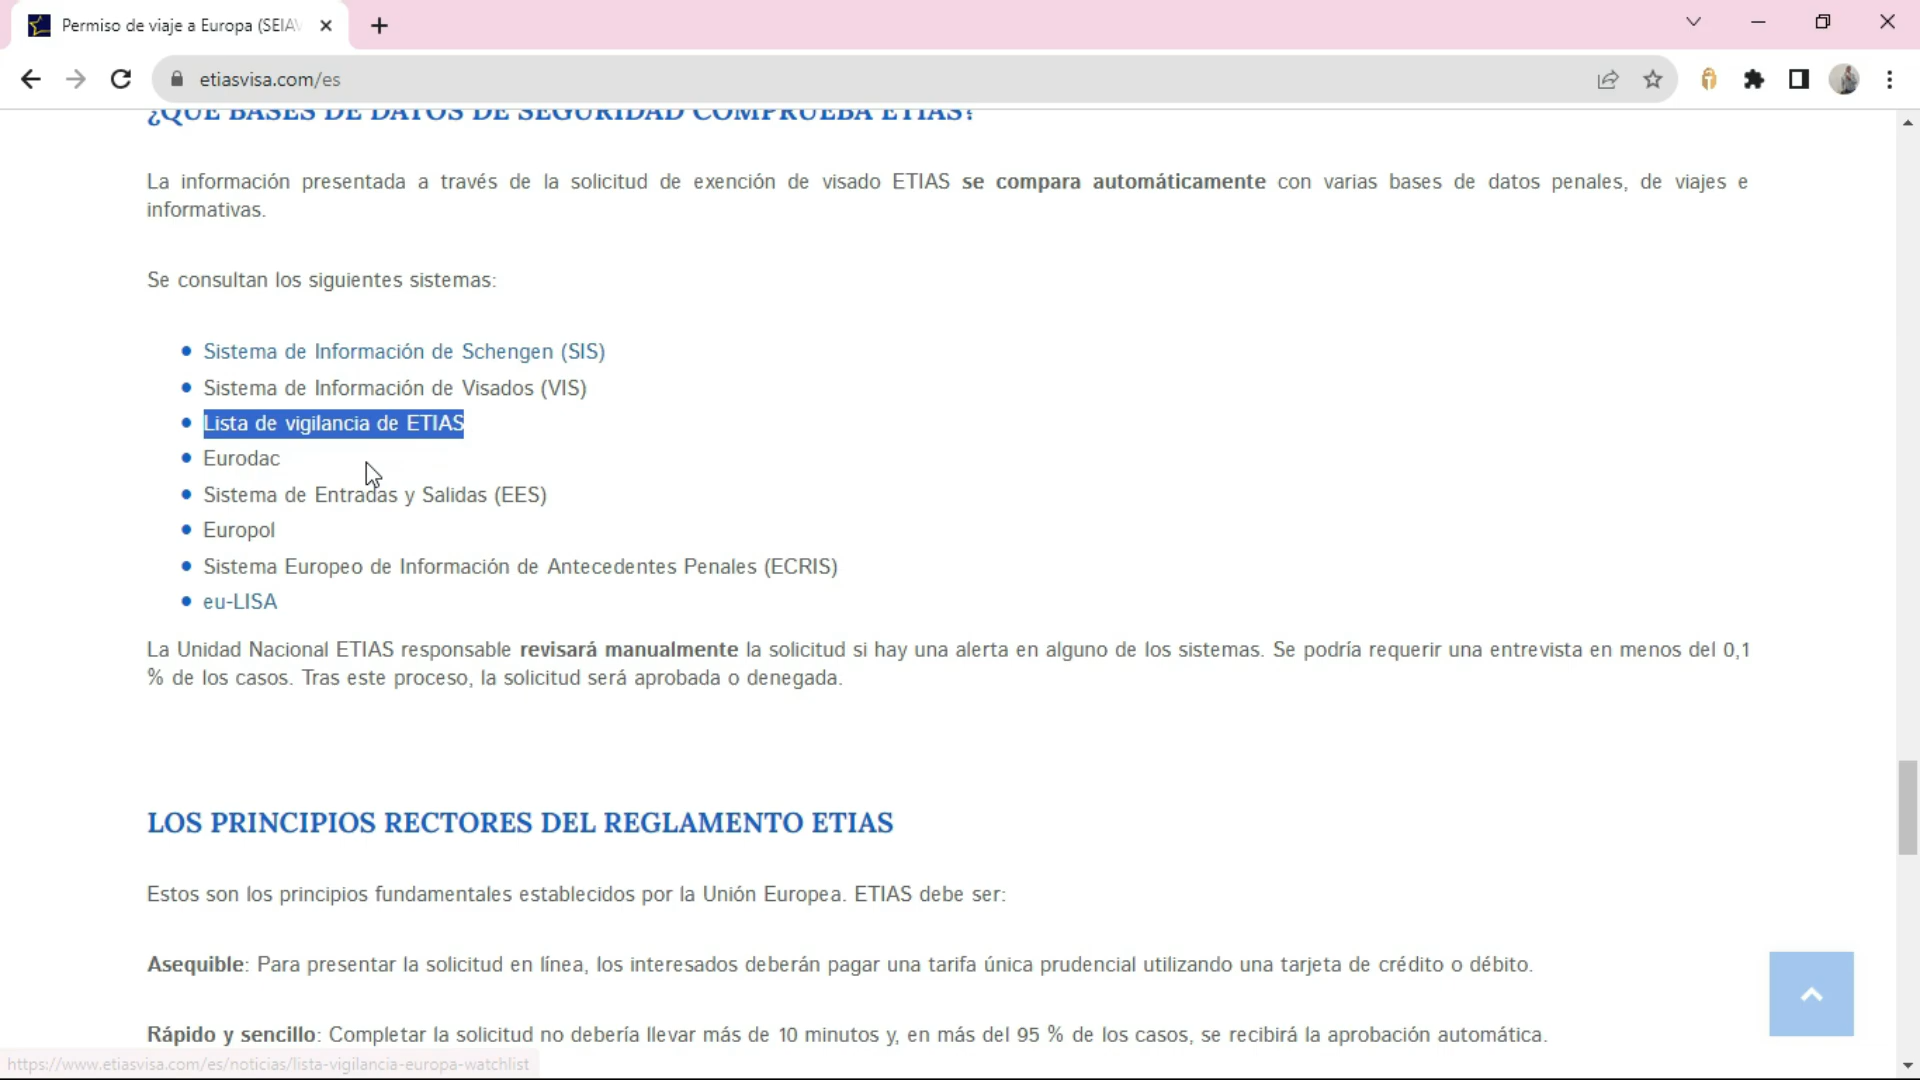 Permiso de viaje a Europa (SEIAV
etiasvisa.com/es
¿QUÉ BASES DE DATOS DE SEGURIDAD COMPRUEBA ETIAS?
La información presentada a través de la solicitud de exención de visado ETIAS se compara automáticamente con varias bases de datos penales, de viajes e
informativas.
Se consultan los siguientes sistemas:
Sistema de Información de Schengen (SIS)
Sistema de Información de Visados (VIS)
Lista de vigilancia de ETIAS
Eurodac
Sistema de Entradas y Salidas (EES)
Europol
Sistema Europeo de Información de Antecedentes Penales (ECRIS)
eu-LISA
La Unidad Nacional ETIAS responsable revisará manualmente la solicitud si hay una alerta en alguno de los sistemas. Se podría requerir una entrevista en menos del 0,1
% de los casos. Tras este proceso, la solicitud será aprobada o denegada.
LOS PRINCIPIOS RECTORES DEL REGLAMENTO ETIAS
Estos son los principios fundamentales establecidos por la Unión Europea. ETIAS debe ser:
Asequible: Para presentar la solicitud en línea, los interesados deberán pagar una tarifa única prudencial utilizando una tarjeta de crédito o débito.
Rápido y sencillo: Completar la solicitud no debería llevar más de 10 minutos y, en más del 95 % de los casos, se recibirá la aprobación automática.
https://www.etiasvisa.com/es/noticias/lista-vigilancia-europa-watchlist